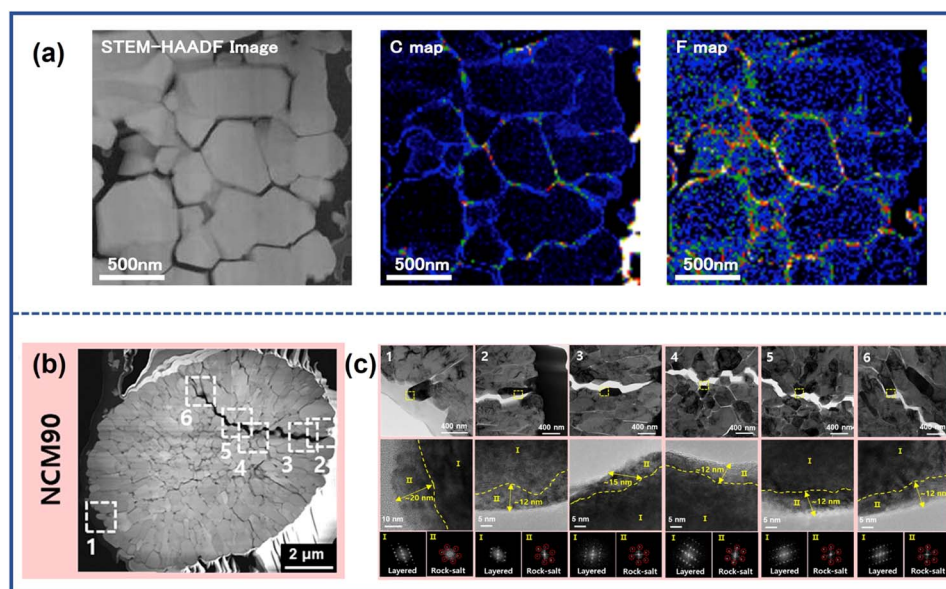 (a)
STEM-HAADF Image
C map
F map
500nm
500nm
500nm
(b)
NCM90
1
2
3
4
5
6
2 μm
(c)
1
2
3
4
5
6
400 nm
400 nm
400 nm
400 nm
400 nm
400 nm
I
II
~20 nm
10 nm
I
II
~12 nm
5 nm
II
~15 nm
I
5 nm
II
~12 nm
I
5 nm
I
II
~12 nm
5 nm
I
II
~12 nm
5 nm
I
II
I
II
I
II
I
II
I
II
I
II
Layered
Rock-salt
Layered
Rock-salt
Layered
Rock-salt
Layered
Rock-salt
Layered
Rock-salt
Layered
Rock-salt